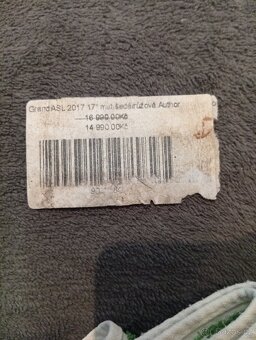 Grand ASL 2017 17" mat šedá/růžová Author
16 990.00Kč
14 990.00Kč